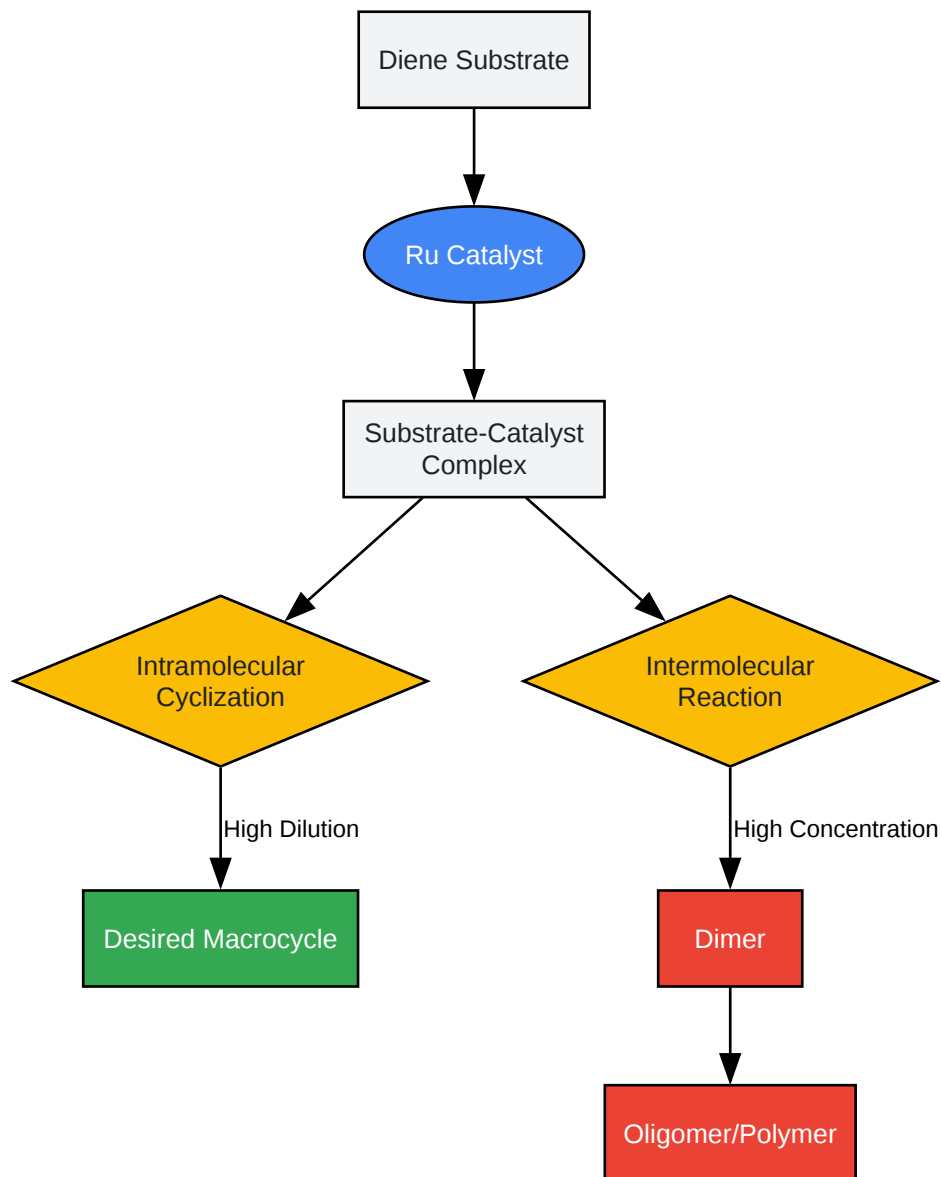 Diene Substrate
Ru Catalyst
Substrate-Catalyst
Complex
Intramolecular
Cyclization
Intermolecular
Reaction
High Dilution
High Concentration
Desired Macrocycle
Dimer
Oligomer/Polymer